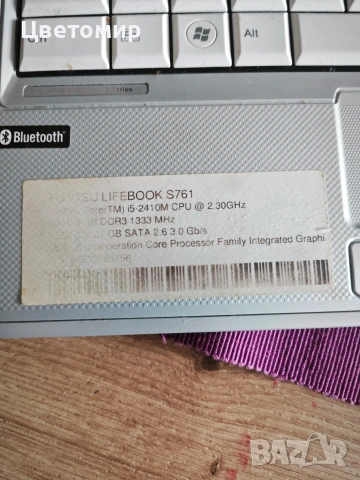 Цветомир
Alt
Bluetooth
LIFEBOOK S761
i5-2410M CPU @ 2.30GHz
DDR3 1333 MHz
GB SATA 2.6 3.0 Gb/s
Core Processor Family Integrated Graphi
BAZAR